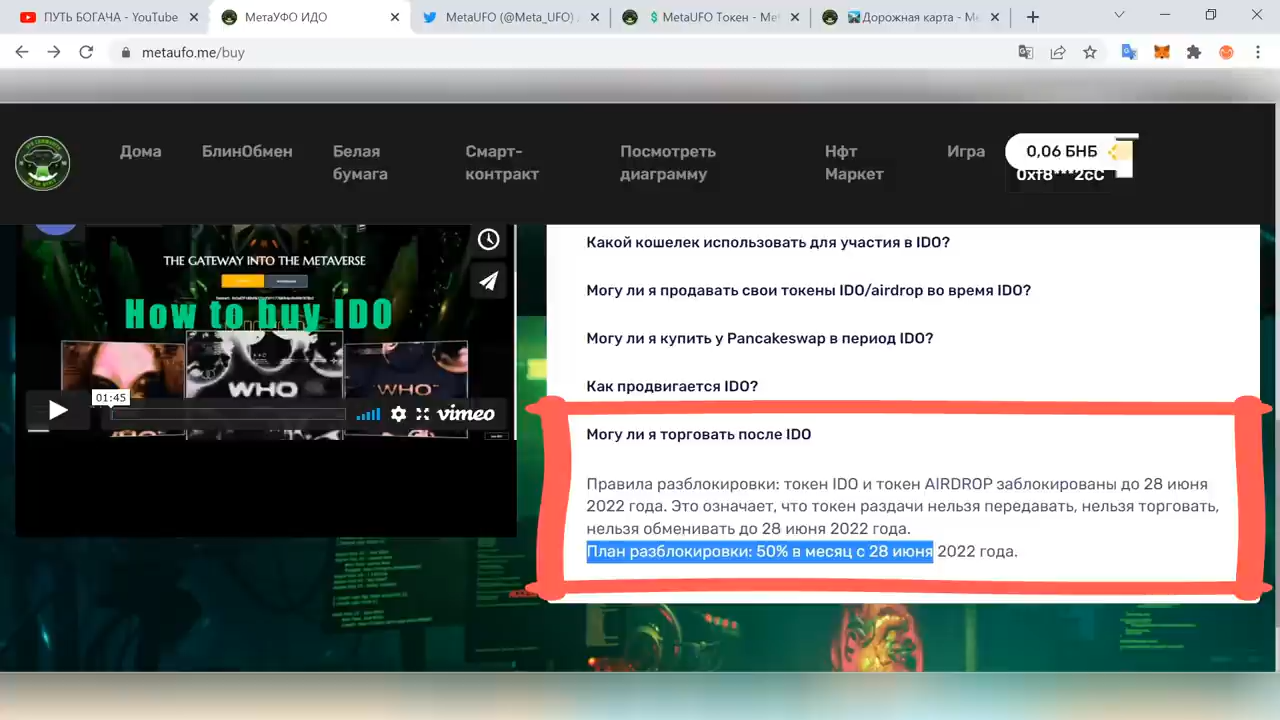 ПУТЬ БОГАЧА - YouTube
МетаУФО ИДО
MetaUFO (@Meta_UFO)
$ MetaUFO Токен - Met
Дорожная карта - Me
metaufo.me/buy
Дома
БлинОбмен
Белая бумага
Смарт-контракт
Посмотреть диаграмму
Нфт Маркет
Игра
0,06 БНБ
0xf8***2cC
THE GATEWAY INTO THE METAVERSE
How to buy IDO
WHO
WHO
01:45
vimeo
Какой кошелек использовать для участия в IDO?
Могу ли я продавать свои токены IDO/airdrop во время IDO?
Могу ли я купить у Pancakeswap в период IDO?
Как продвигается IDO?
Могу ли я торговать после IDO
Правила разблокировки: токен IDO и токен AIRDROP заблокированы до 28 июня
2022 года. Это означает, что токен раздачи нельзя передавать, нельзя торговать,
нельзя обменивать до 28 июня 2022 года.
План разблокировки: 50% в месяц с 28 июня 2022 года.